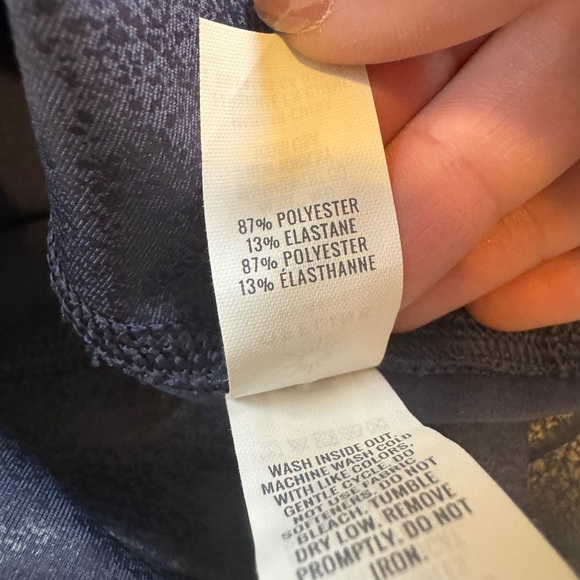 87% POLYESTER
13% ELASTANE
87% POLYESTER
13% ÉLASTHANNE
WASH INSIDE OUT.
MACHINE WASH COLD
WITH LIKE COLORS.
GENTLE CYCLE. DO
NOT USE FABRIC
SOFTENERS. DO NOT
BLEACH. TUMBLE
DRY LOW. REMOVE
PROMPTLY. DO NOT
IRON.